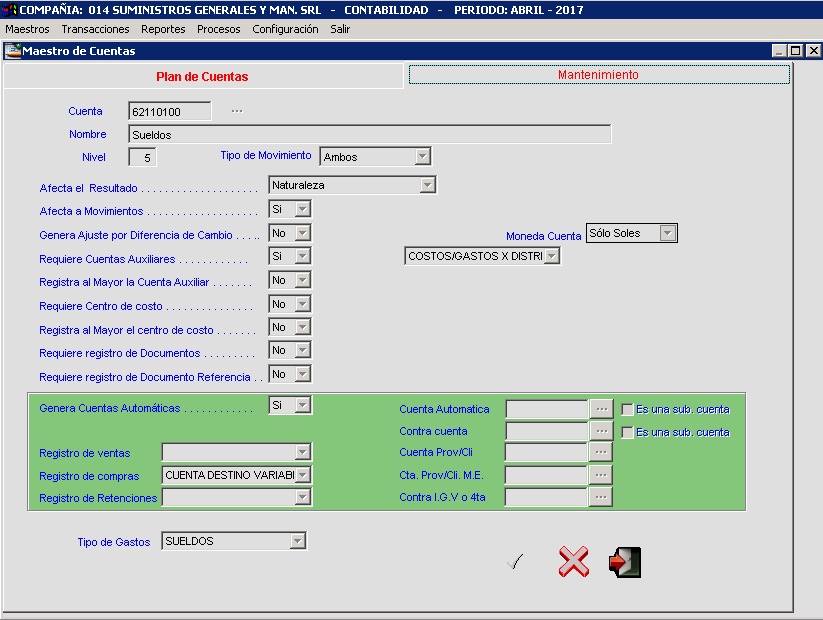 COMPAÑIA: 014 SUMINISTROS GENERALES Y MAN. SRL - CONTABILIDAD - PERIODO: ABRIL - 2017
Maestros Transacciones Reportes Procesos Configuración Salir
Maestro de Cuentas
Plan de Cuentas Mantenimiento
Cuenta 62110100 ...
Nombre Sueldos
Nivel 5 Tipo de Movimiento Ambos
Afecta el Resultado . . . . . . . . . . . . . . . . . . . . Naturaleza
Afecta a Movimientos . . . . . . . . . . . . . . . . . . . Si
Genera Ajuste por Diferencia de Cambio . . . . .. No Moneda Cuenta Sólo Soles
Requiere Cuentas Auxiliares . . . . . . . . . . . Si COSTOS/GASTOS X DISTRI
Registra al Mayor la Cuenta Auxiliar . . . . . . . No
Requiere Centro de costo . . . . . . . . . . . . . . No
Registra al Mayor el centro de costo . . . . . . . No
Requiere registro de Documentos . . . . . . . . . No
Requiere registro de Documento Referencia . . No
Genera Cuentas Automáticas . . . . . . . . . . . . Si Cuenta Automatica ... Es una sub. cuenta
Contra cuenta ... Es una sub. cuenta
Registro de ventas Cuenta Prov/Cli ...
Registro de compras CUENTA DESTINO VARIABI Cta. Prov/Cli. M.E. ...
Registro de Retenciones Contra I.G.V o 4ta ...
Tipo de Gastos SUELDOS